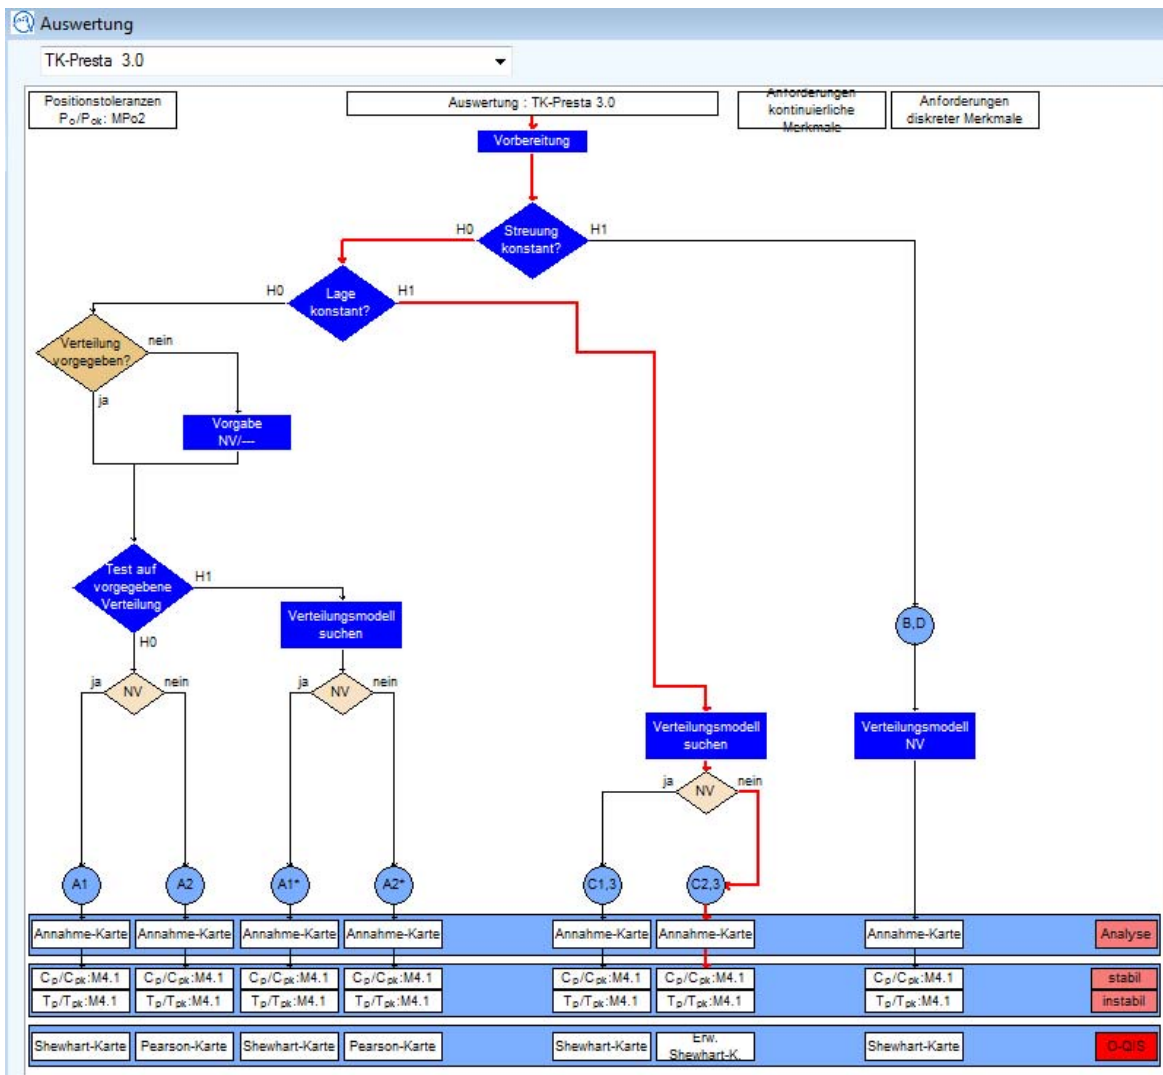 Auswertung
TK-Presta 3.0
Positionstoleranzen
Po/Pok: MPo2
Auswertung : TK-Presta 3.0
Anforderungen
kontinuierliche
Merkmale
Anforderungen
diskreter Merkmale
Vorbereitung
H0
Streuung
konstant?
H1
H0
Lage
konstant?
H1
Verteilung
vorgegeben?
nein
ja
Vorgabe
NV/---
Test auf
vorgegebene
Verteilung
H1
H0
Verteilungsmodell
suchen
B,D
ja
NV
nein
ja
NV
nein
Verteilungsmodell
suchen
Verteilungsmodell
NV
ja
NV
nein
A1
A2
A1*
A2*
C1,3
C2,3
Annahme-Karte Annahme-Karte Annahme-Karte Annahme-Karte Annahme-Karte Annahme-Karte Annahme-Karte Analyse
Cp/Cpk:M4.1 Cp/Cpk:M4.1 Cp/Cpk:M4.1 Cp/Cpk:M4.1 Cp/Cpk:M4.1 Cp/Cpk:M4.1 Cp/Cpk:M4.1 stabil
Tp/Tpk:M4.1 Tp/Tpk:M4.1 Tp/Tpk:M4.1 Tp/Tpk:M4.1 Tp/Tpk:M4.1 Tp/Tpk:M4.1 Tp/Tpk:M4.1 instabil
Shewhart-Karte Pearson-Karte Shewhart-Karte Pearson-Karte Shewhart-Karte Erw. Shewhart-K. Shewhart-Karte O-QIS